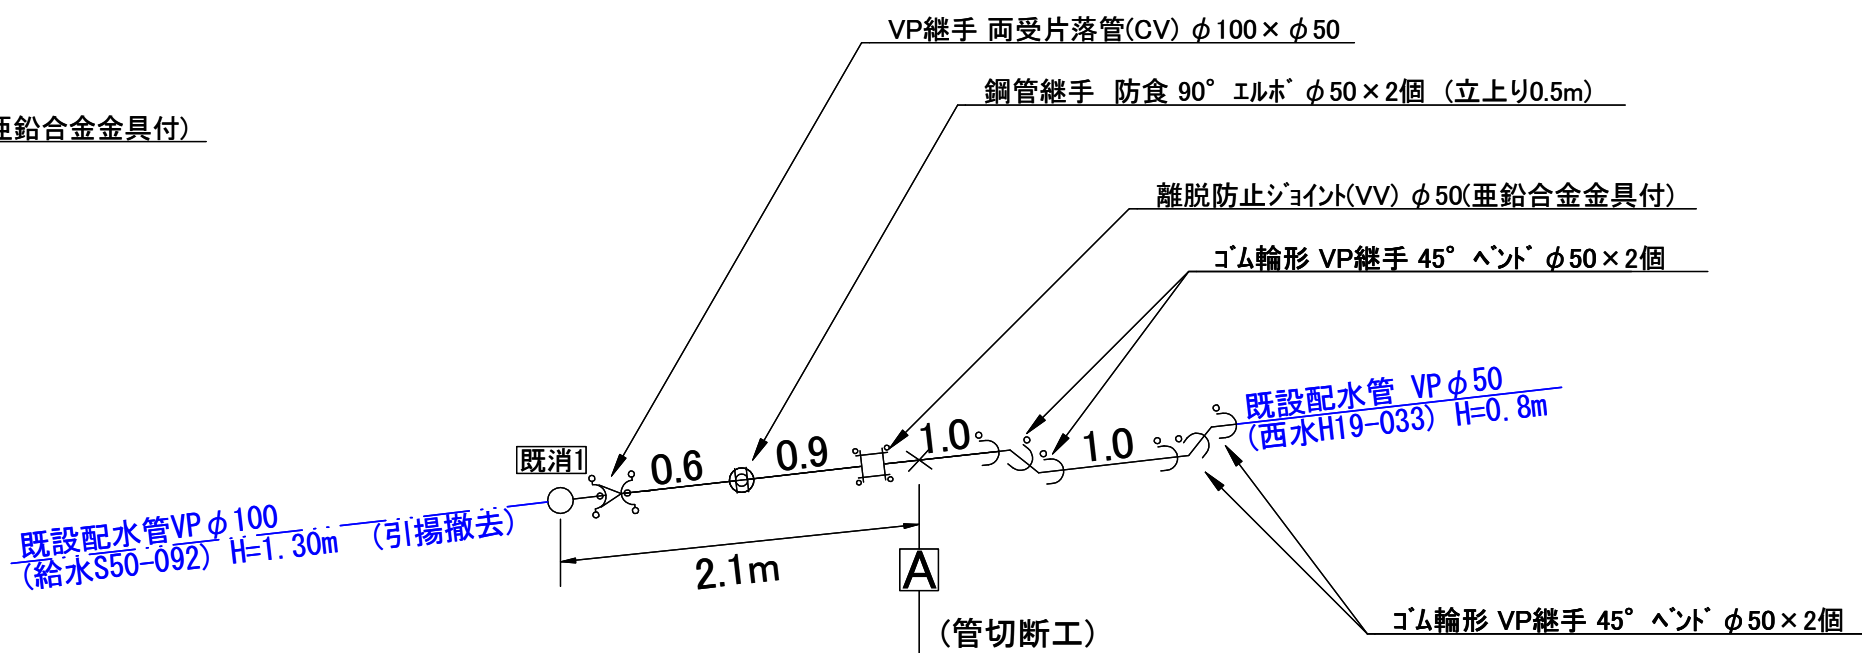 VP継手 両受片落管(CV) φ100×φ50
鋼管継手 防食 90° エルボ φ50×2個 (立上り0.5m)
亜鉛合金金具付)
離脱防止ジョイント(VV) φ50(亜鉛合金金具付)
ゴム輪形 VP継手 45° ベンド φ50×2個
既設配水管 VPφ50
(西水H19-033) H=0.8m
既消1
0.6
0.9
1.0
1.0
既設配水管VPφ100
(給水S50-092) H=1.30m (引揚撤去)
2.1m
A
(管切断工)
ゴム輪形 VP継手 45° ベンド φ50×2個